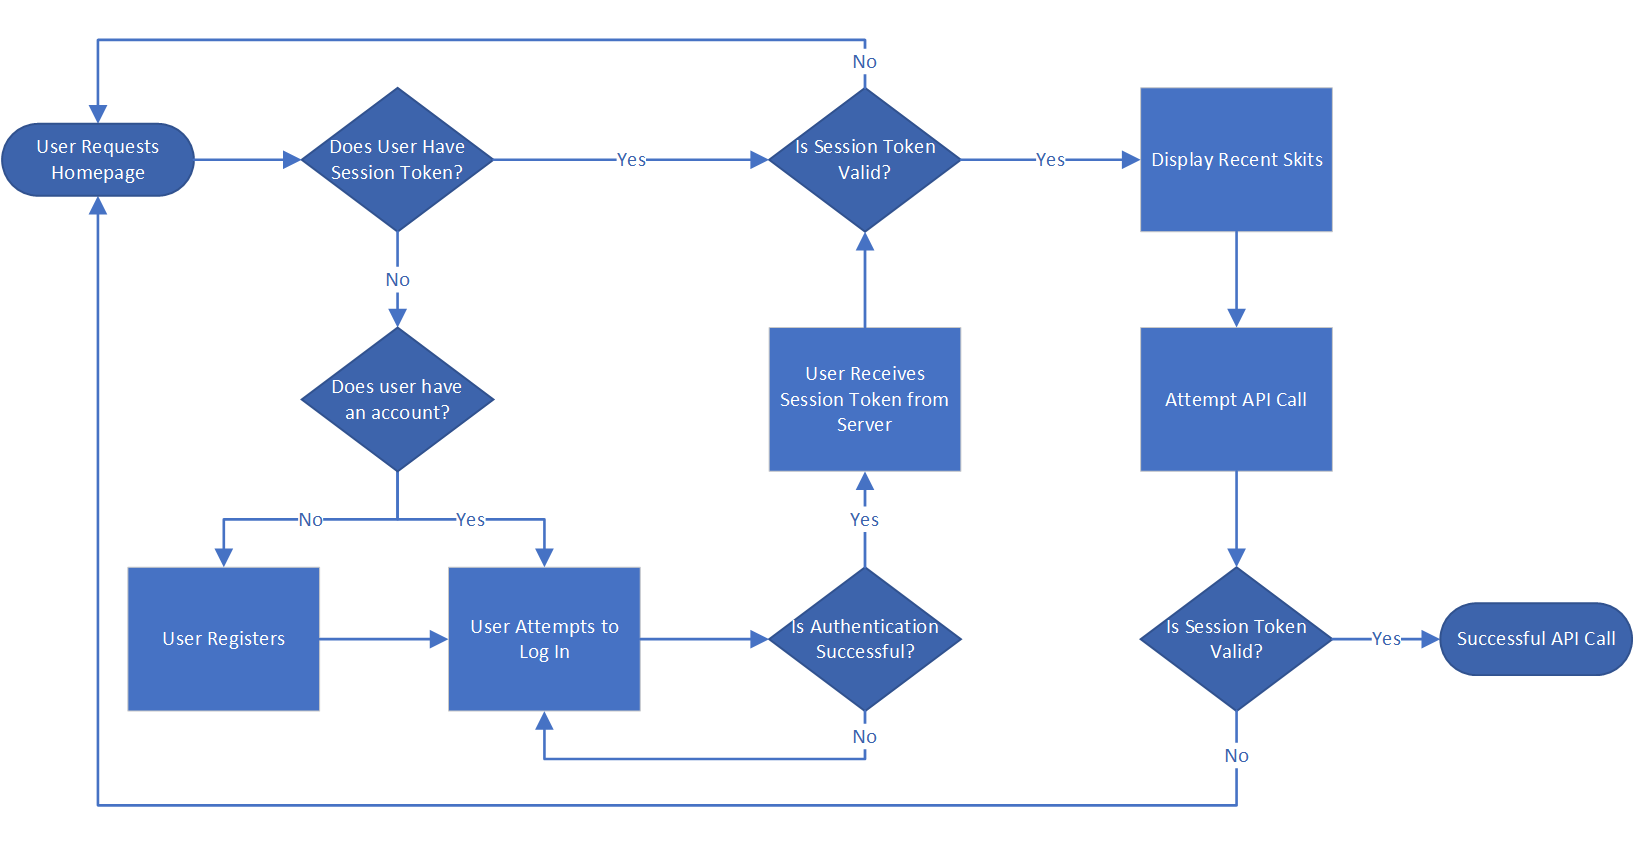 No
User Requests
Homepage
Does User Have
Session Token?
Yes
Is Session Token
Valid?
Yes
Display Recent Skits
No
Does user have
an account?
User Receives
Session Token from
Server
Attempt API Call
No
Yes
Yes
User Registers
User Attempts to
Log In
Is Authentication
Successful?
Is Session Token
Valid?
Yes
Successful API Call
No
No